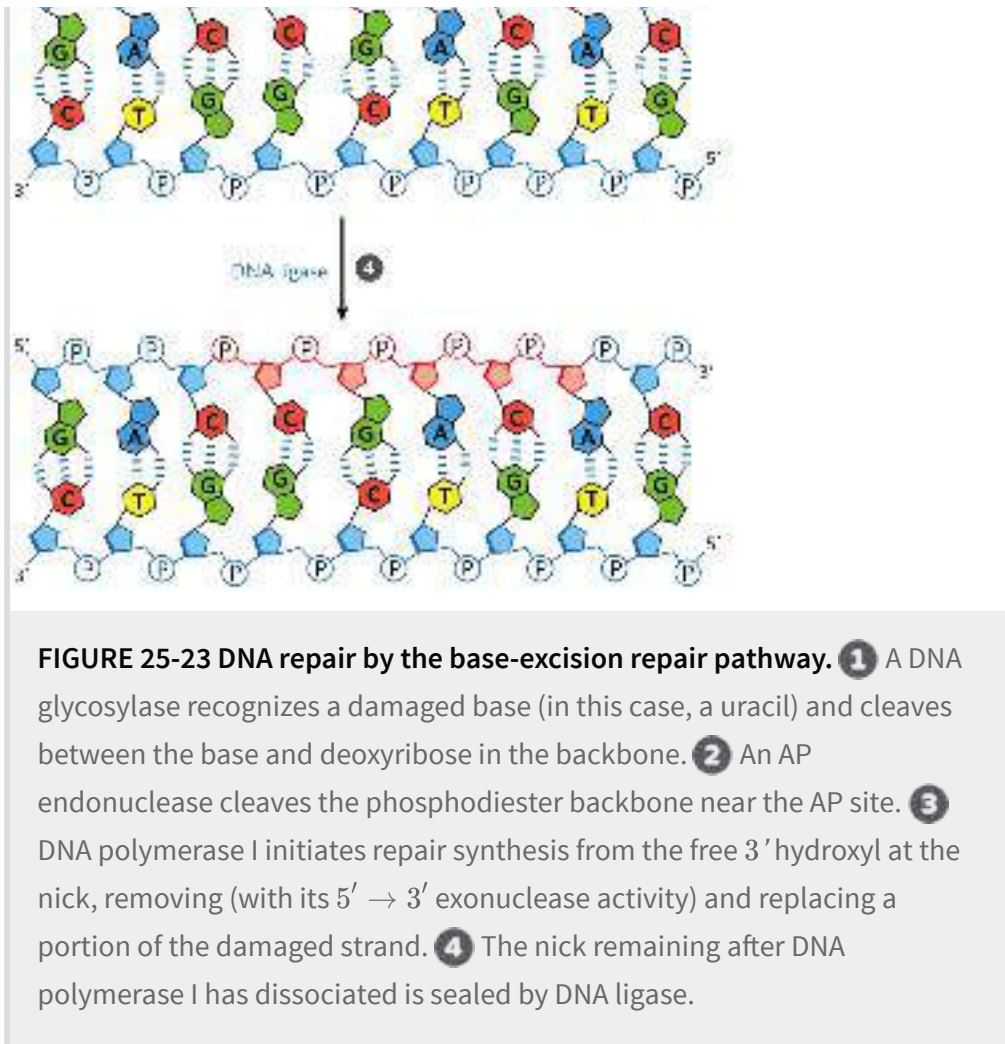 G A C C G A C A C
C T G G C T G T G
3′ P P P P P P P P P 5′
DNA ligase 4
5′ P P P P P P P P P 3′
G A C C G A C A C
C T G G C T G T G
3′ P P P P P P P P P 5′
FIGURE 25-23 DNA repair by the base-excision repair pathway. 1 A DNA
glycosylase recognizes a damaged base (in this case, a uracil) and cleaves
between the base and deoxyribose in the backbone. 2 An AP
endonuclease cleaves the phosphodiester backbone near the AP site. 3
DNA polymerase I initiates repair synthesis from the free 3′ hydroxyl at the
nick, removing (with its 5′ → 3′ exonuclease activity) and replacing a
portion of the damaged strand. 4 The nick remaining after DNA
polymerase I has dissociated is sealed by DNA ligase.